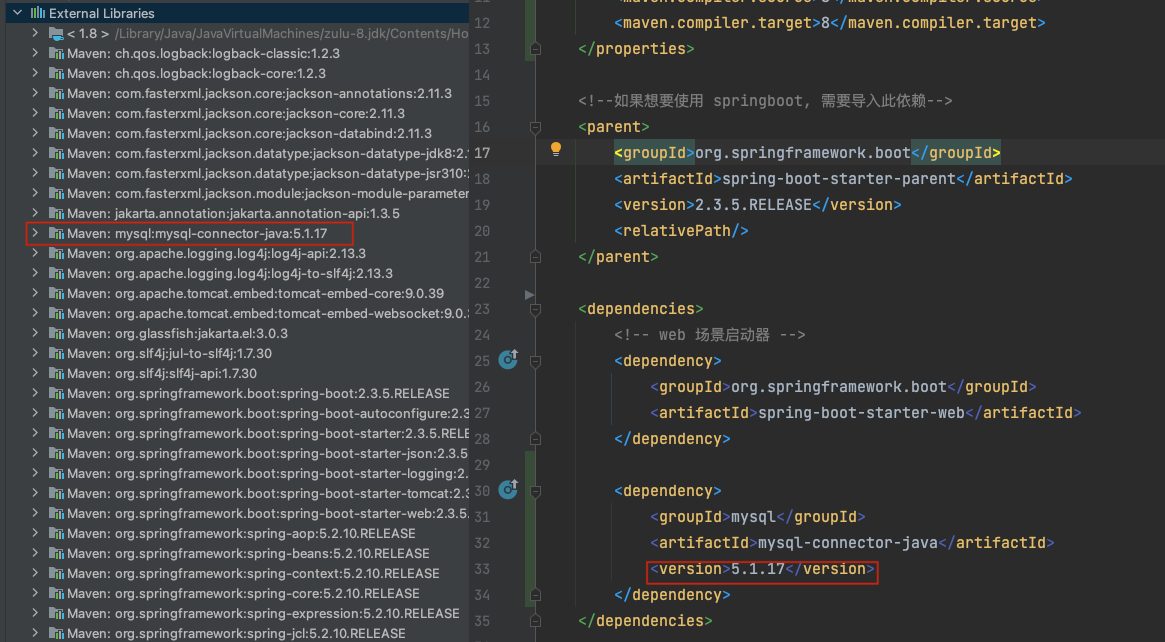 External Libraries
< 1.8 > /Library/Java/JavaVirtualMachines/zulu-8.jdk/Contents/Ho
Maven: ch.qos.logback:logback-classic:1.2.3
Maven: ch.qos.logback:logback-core:1.2.3
Maven: com.fasterxml.jackson.core:jackson-annotations:2.11.3
Maven: com.fasterxml.jackson.core:jackson-core:2.11.3
Maven: com.fasterxml.jackson.core:jackson-databind:2.11.3
Maven: com.fasterxml.jackson.datatype:jackson-datatype-jdk8:2.
Maven: com.fasterxml.jackson.datatype:jackson-datatype-jsr310:
Maven: com.fasterxml.jackson.module:jackson-module-parameter
Maven: jakarta.annotation:jakarta.annotation-api:1.3.5
Maven: mysql:mysql-connector-java:5.1.17
Maven: org.apache.logging.log4j:log4j-api:2.13.3
Maven: org.apache.logging.log4j:log4j-to-slf4j:2.13.3
Maven: org.apache.tomcat.embed:tomcat-embed-core:9.0.39
Maven: org.apache.tomcat.embed:tomcat-embed-websocket:9.0.
Maven: org.glassfish:jakarta.el:3.0.3
Maven: org.slf4j:jul-to-slf4j:1.7.30
Maven: org.slf4j:slf4j-api:1.7.30
Maven: org.springframework.boot:spring-boot:2.3.5.RELEASE
Maven: org.springframework.boot:spring-boot-autoconfigure:2.3
Maven: org.springframework.boot:spring-boot-starter:2.3.5.RELE
Maven: org.springframework.boot:spring-boot-starter-json:2.3.5
Maven: org.springframework.boot:spring-boot-starter-logging:2.
Maven: org.springframework.boot:spring-boot-starter-tomcat:2.3
Maven: org.springframework.boot:spring-boot-starter-web:2.3.5.
Maven: org.springframework:spring-aop:5.2.10.RELEASE
Maven: org.springframework:spring-beans:5.2.10.RELEASE
Maven: org.springframework:spring-context:5.2.10.RELEASE
Maven: org.springframework:spring-core:5.2.10.RELEASE
Maven: org.springframework:spring-expression:5.2.10.RELEASE
Maven: org.springframework:spring-jcl:5.2.10.RELEASE
12 <maven.compiler.target>8</maven.compiler.target>
13 </properties>
14
15 <!--如果想要使用 springboot, 需要导入此依赖-->
16 <parent>
17 <groupId>org.springframework.boot</groupId>
18 <artifactId>spring-boot-starter-parent</artifactId>
19 <version>2.3.5.RELEASE</version>
20 <relativePath/>
21 </parent>
22
23 <dependencies>
24 <!-- web 场景启动器 -->
25 <dependency>
26 <groupId>org.springframework.boot</groupId>
27 <artifactId>spring-boot-starter-web</artifactId>
28 </dependency>
29
30 <dependency>
31 <groupId>mysql</groupId>
32 <artifactId>mysql-connector-java</artifactId>
33 <version>5.1.17</version>
34 </dependency>
35 </dependencies>